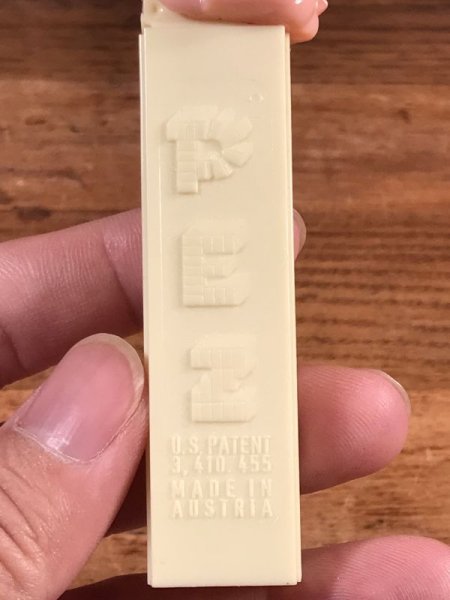 PEZ
U.S. PATENT
3,410,455
MADE IN
AUSTRIA